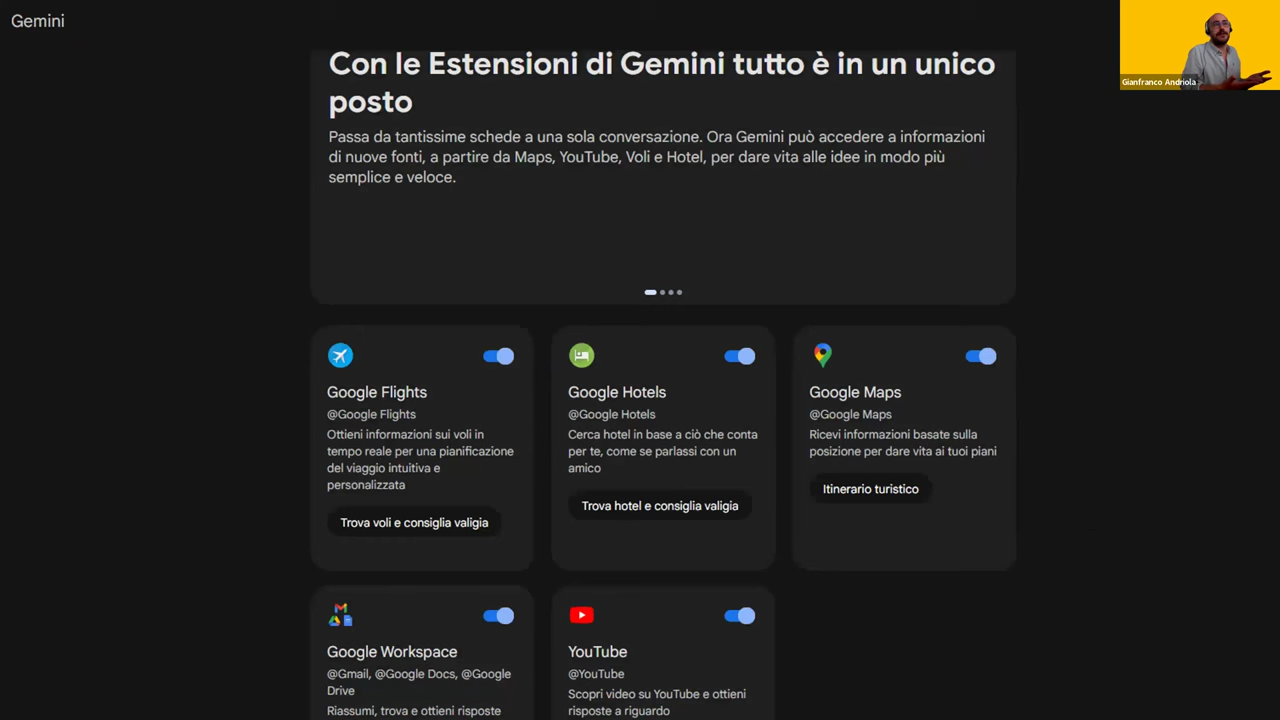 Gemini
Gianfranco Andriola
Con le Estensioni di Gemini tutto è in un unico
posto
Passa da tantissime schede a una sola conversazione. Ora Gemini può accedere a informazioni
di nuove fonti, a partire da Maps, YouTube, Voli e Hotel, per dare vita alle idee in modo più
semplice e veloce.
Google Flights
@Google Flights
Ottieni informazioni sui voli in
tempo reale per una pianificazione
del viaggio intuitiva e
personalizzata
Trova voli e consiglia valigia
Google Hotels
@Google Hotels
Cerca hotel in base a ciò che conta
per te, come se parlassi con un
amico
Trova hotel e consiglia valigia
Google Maps
@Google Maps
Ricevi informazioni basate sulla
posizione per dare vita ai tuoi piani
Itinerario turistico
Google Workspace
@Gmail, @Google Docs, @Google
Drive
Riassumi, trova e ottieni risposte
YouTube
@YouTube
Scopri video su YouTube e ottieni
risposte a riguardo